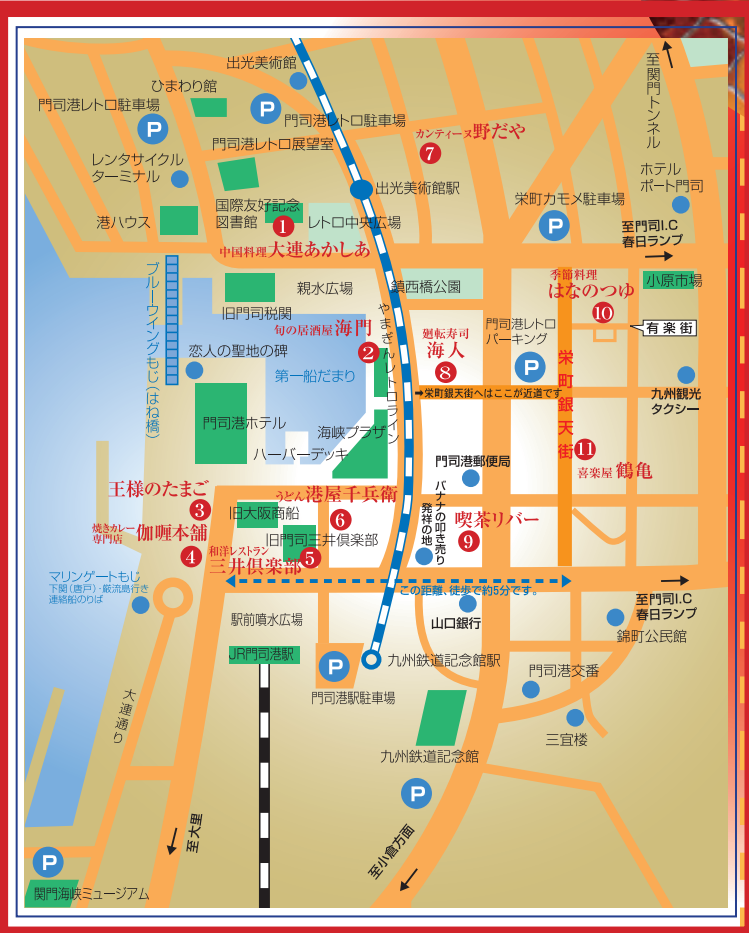 出光美術館
至関門トンネル
ひまわり館
門司港レトロ駐車場
P
P
門司港レトロ駐車場
カンティーヌ野だや
7
門司港レトロ展望室
レンタサイクル
ターミナル
出光美術館駅
ホテル
ポート門司
栄町カモメ駐車場
P
港ハウス
国際友好記念
図書館
1
レトロ中央広場
至門司I.C
春日ランプ
中国料理大連あかしあ
ブルーウイングもじ(はね橋)
親水広場
鎮西橋公園
季節料理
はなのつゆ
10
小原市場
旧門司税関
やまぎんレトロライン
旬の居酒屋海門
2
廻転寿司
海人
8
門司港レトロ
パーキング
P
有楽街
恋人の聖地の碑
第一船だまり
栄町銀天街
➡栄町銀天街へはここが近道です
九州観光
タクシー
門司港ホテル
海峡プラザ
ハーバーデッキ
11
喜楽屋鶴亀
門司港郵便局
王様のたまご
3
うどん港屋千兵衛
6
バナナの叩き売り
発祥の地
旧大阪商船
喫茶リバー
9
焼きカレー
専門店
伽哩本舗
4
旧門司三井倶楽部
和洋レストラン
三井倶楽部
5
マリンゲートもじ
下関(唐戸)・厳流島行き
連絡船のりば
この距離、徒歩で約5分です。
至門司I.C
春日ランプ
駅前噴水広場
山口銀行
錦町公民館
JR門司港駅
P
九州鉄道記念館駅
門司港駅駐車場
門司港交番
大連通り
三宜楼
九州鉄道記念館
P
至大里
至小倉方面
P
関門海峡ミュージアム